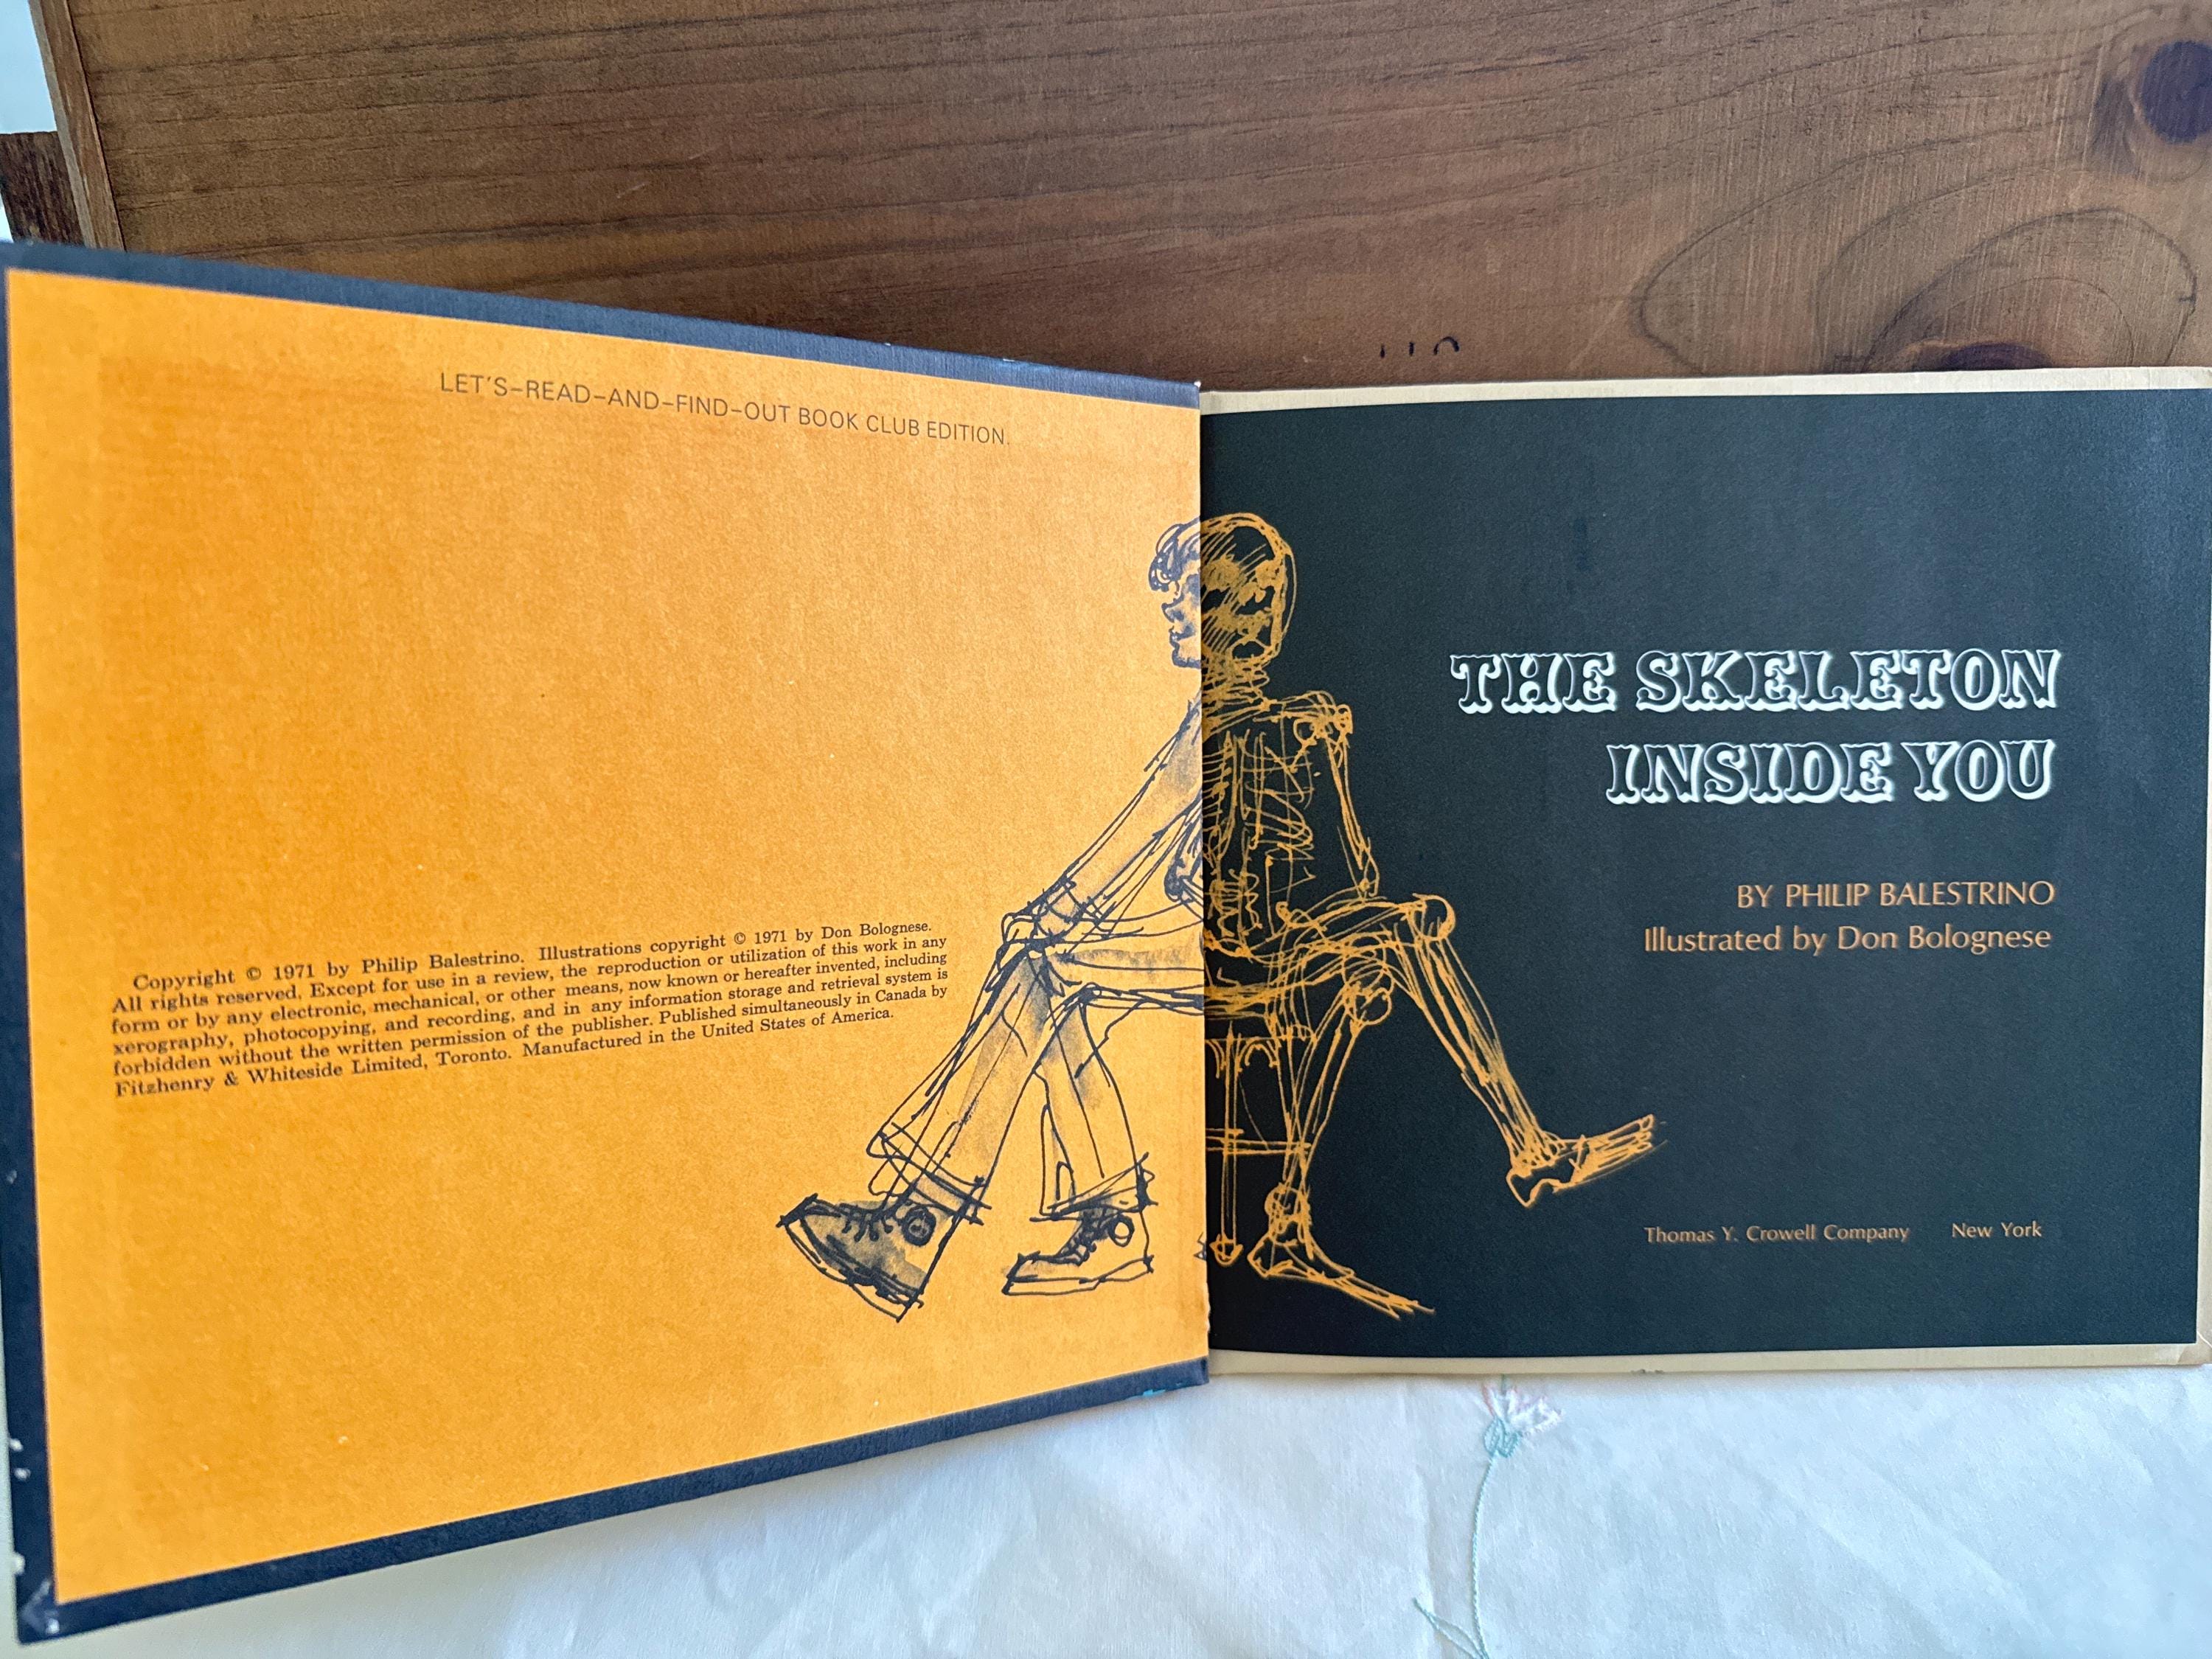 LET'S-READ-AND-FIND-OUT BOOK CLUB EDITION.
Copyright © 1971 by Philip Balestrino. Illustrations copyright © 1971 by Don Bolognese.
All rights reserved. Except for use in a review, the reproduction or utilization of this work in any
form or by any electronic, mechanical, or other means, now known or hereafter invented, including
xerography, photocopying, and recording, and in any information storage and retrieval system is
forbidden without the written permission of the publisher. Published simultaneously in Canada by
Fitzhenry & Whiteside Limited, Toronto. Manufactured in the United States of America.
THE SKELETON
INSIDE YOU
BY PHILIP BALESTRINO
Illustrated by Don Bolognese
Thomas Y. Crowell Company New York